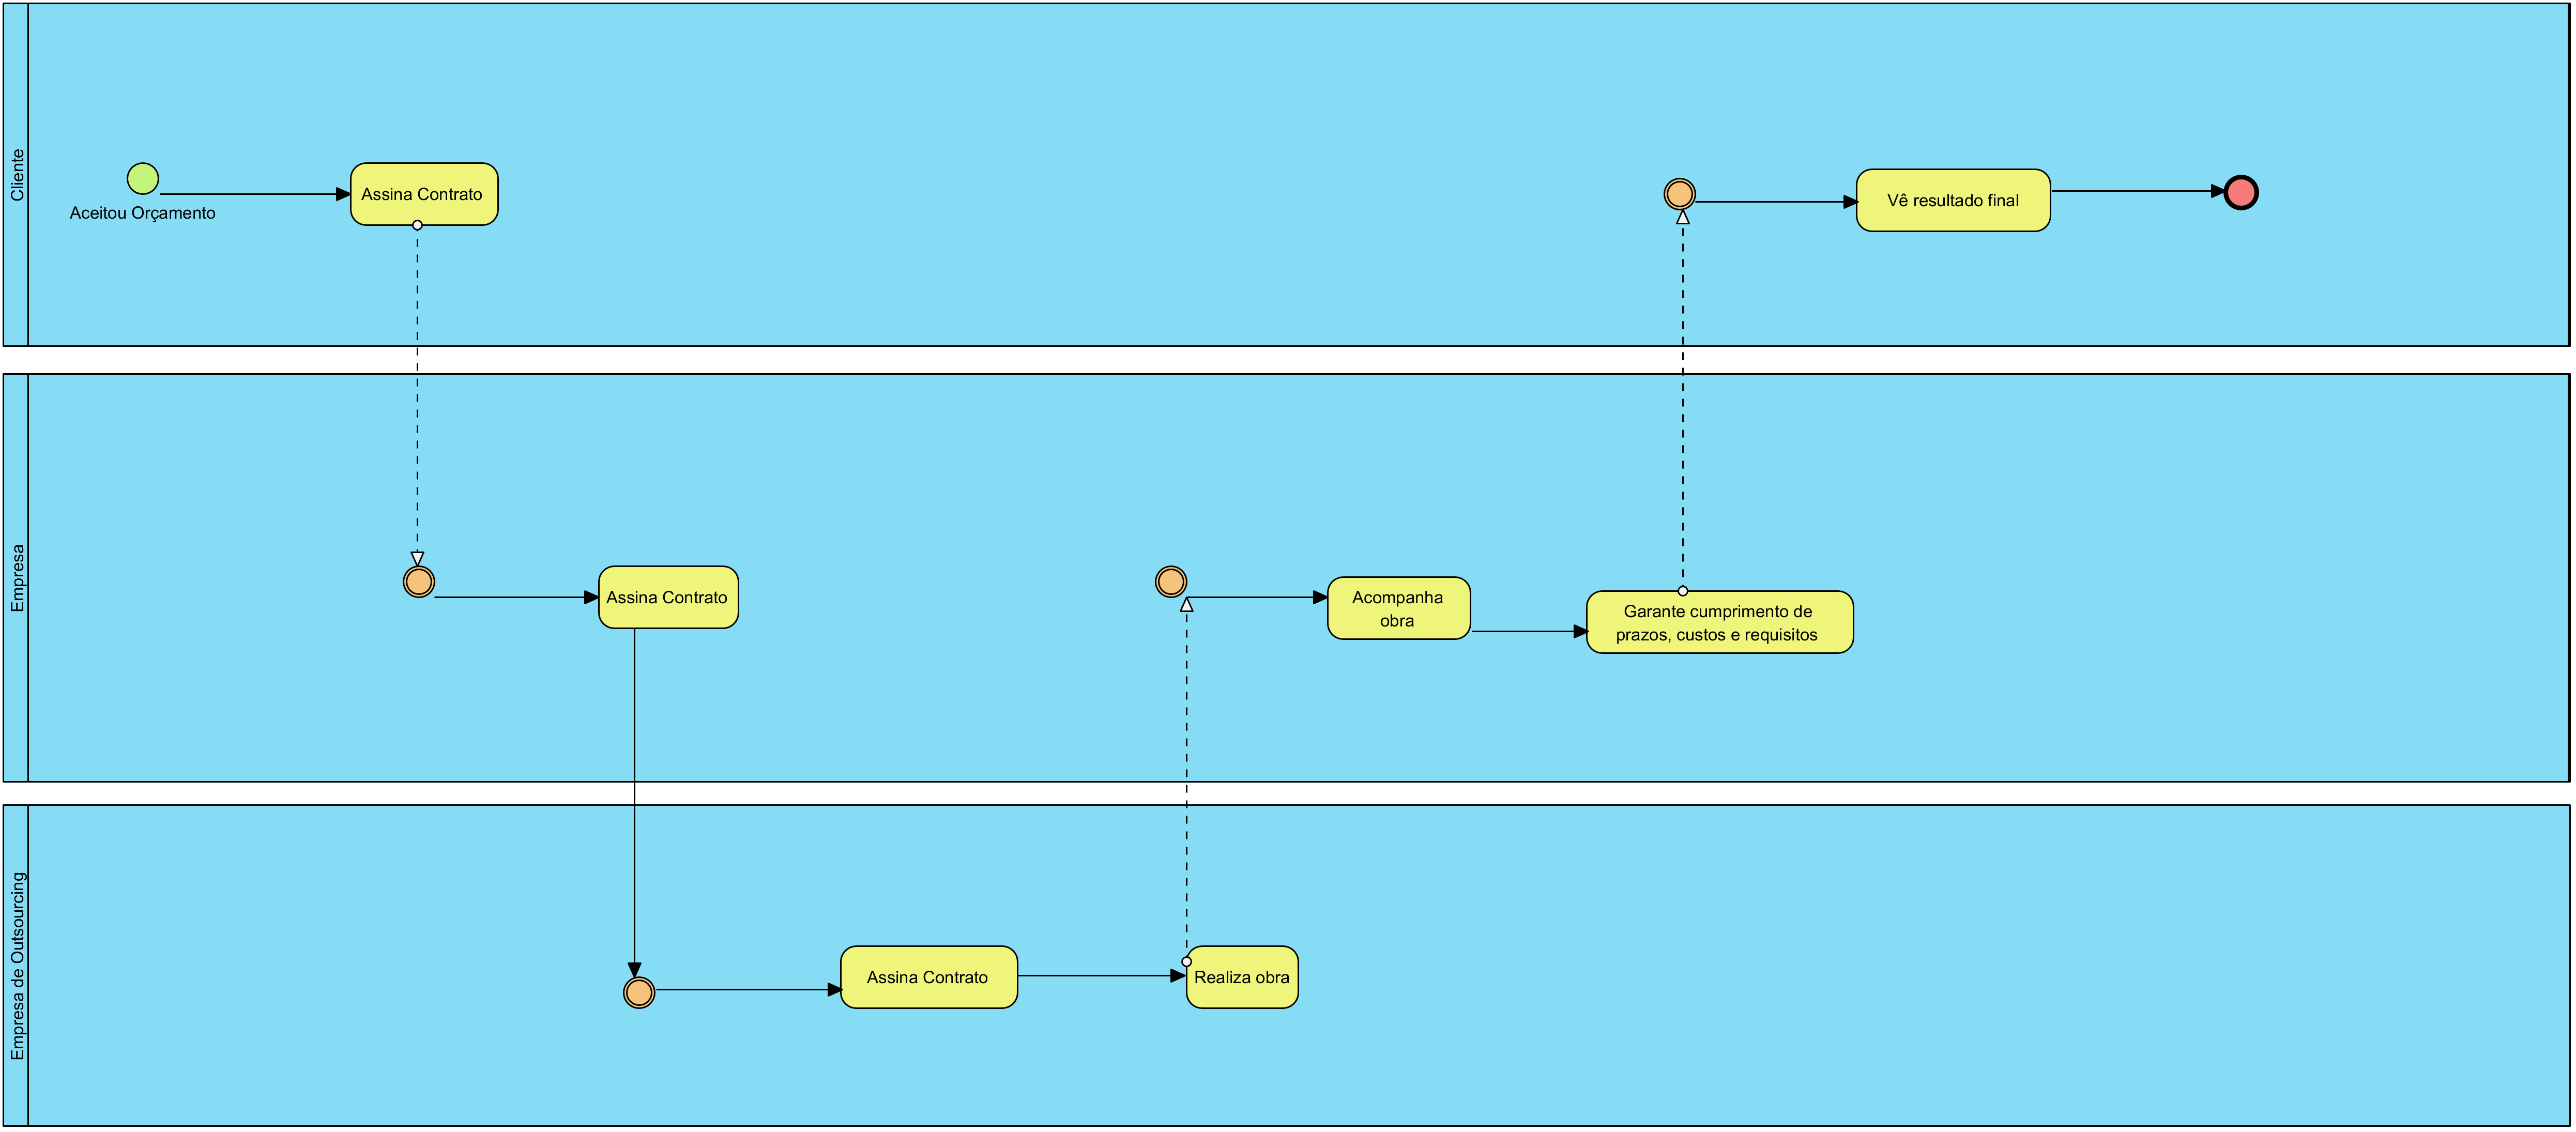 Cliente
Aceitou Orçamento
Assina Contrato
Vê resultado final
Empresa
Assina Contrato
Acompanha
obra
Garante cumprimento de
prazos, custos e requisitos
Empresa de Outsourcing
Assina Contrato
Realiza obra